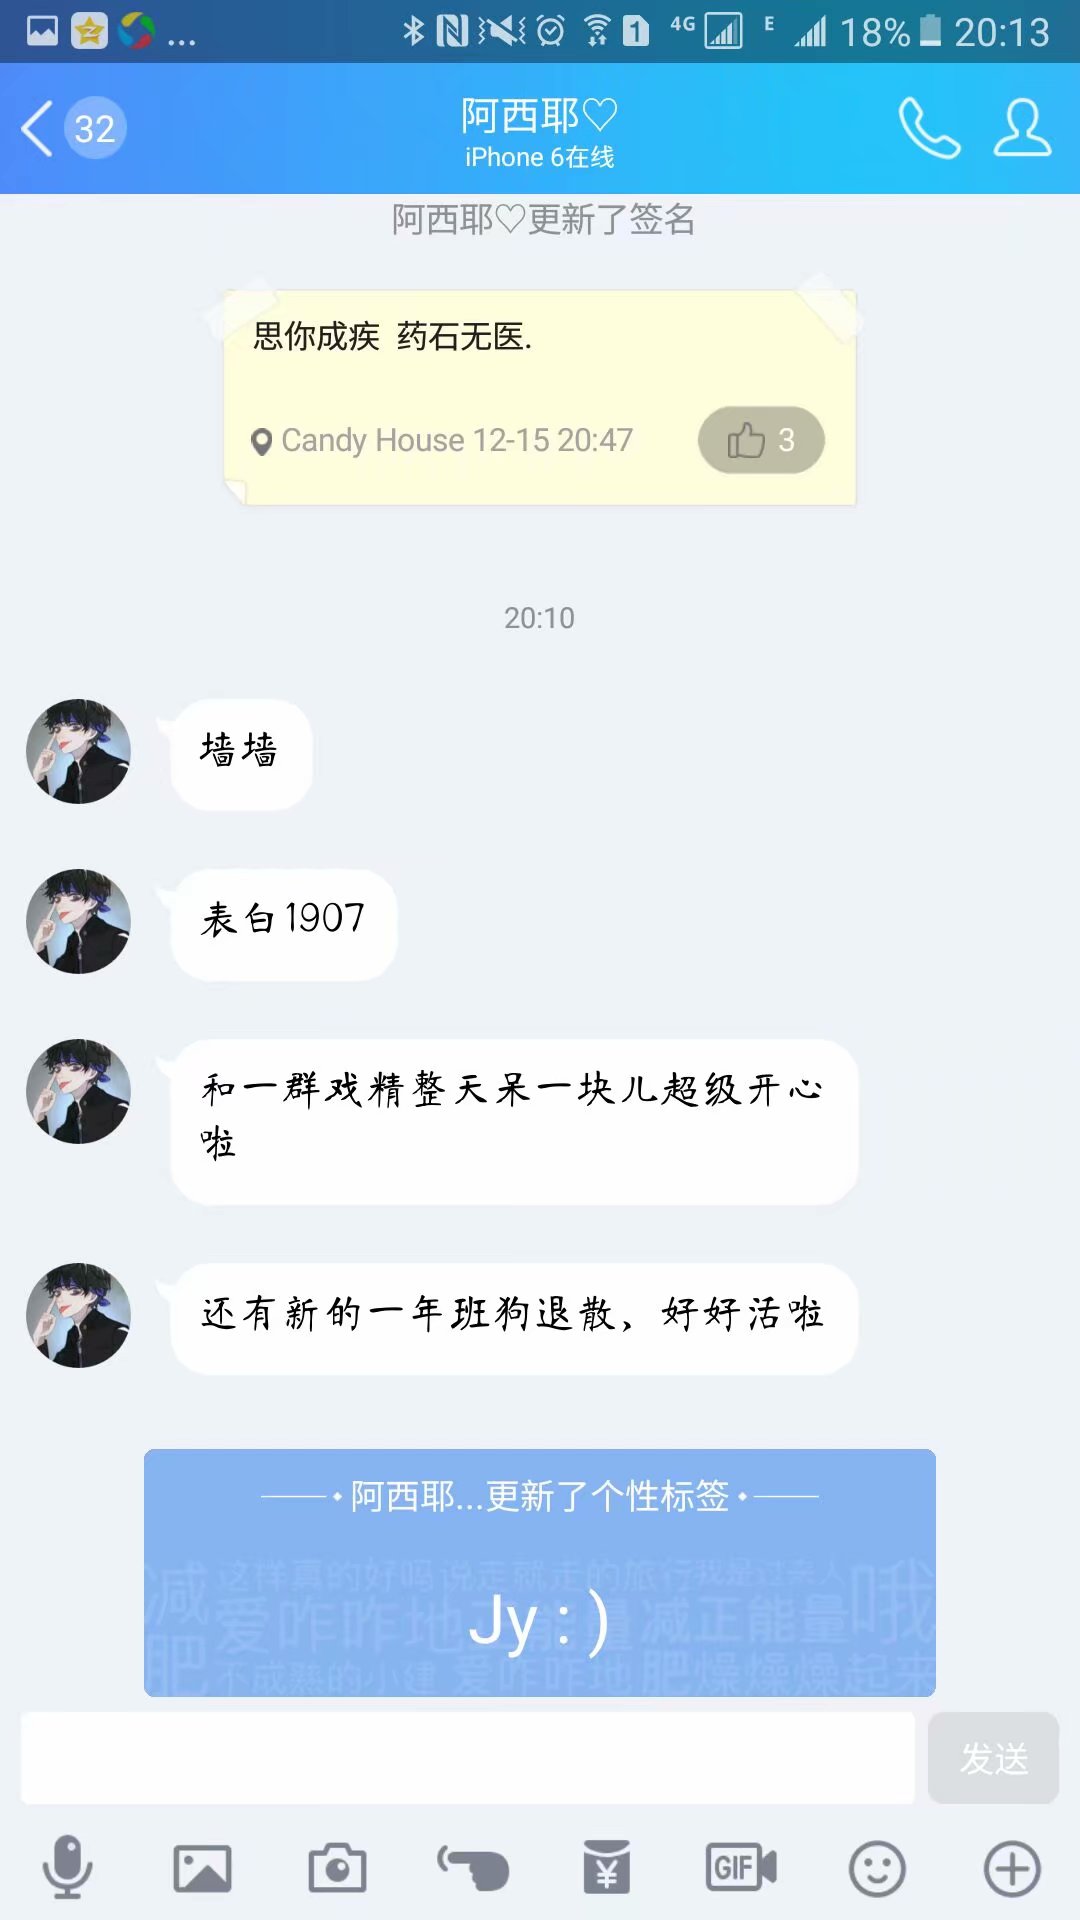 ... 1 4G E 18% 20:13
32
阿西耶♡
iPhone 6在线
阿西耶♡更新了签名
思你成疾 药石无医.
Candy House 12-15 20:47
3
20:10
墙墙
表白1907
和一群戏精整天呆一块儿超级开心
啦
还有新的一年班狗退散、好好活啦
阿西耶...更新了个性标签
减 这样真的好吗 说走就走的旅行 我是过来人 哦
爱咋咋地 能量 减正能量
Jy : )
肥 不成熟的小建 爱咋咋地 肥 燥燥燥起来
发送
GIF